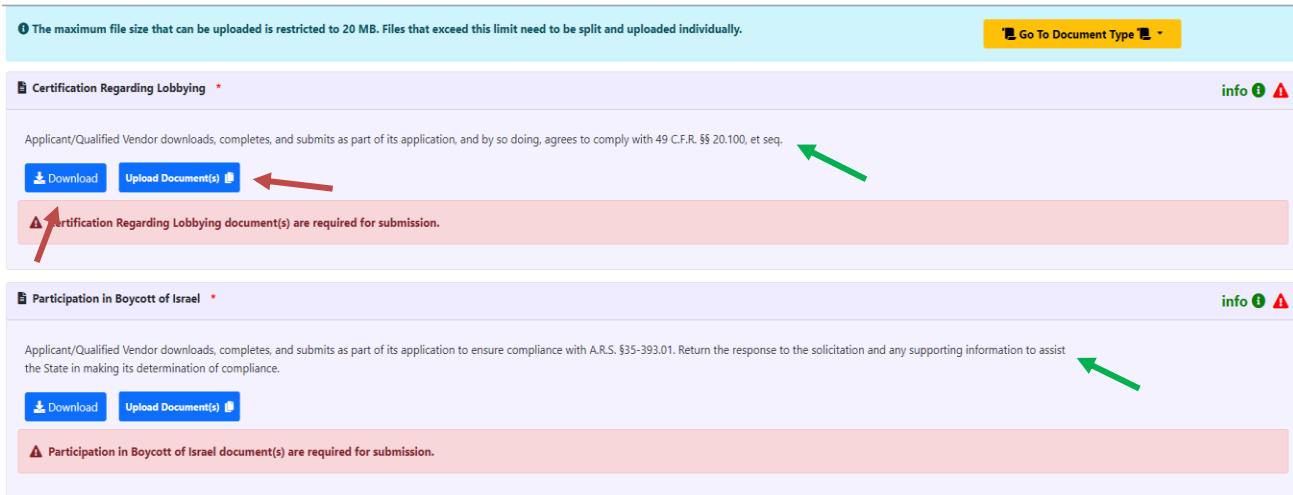 The maximum file size that can be uploaded is restricted to 20 MB. Files that exceed this limit need to be split and uploaded individually.
Go To Document Type
Certification Regarding Lobbying *
info
Applicant/Qualified Vendor downloads, completes, and submits as part of its application, and by so doing, agrees to comply with 49 C.F.R. §§ 20.100, et seq.
Download
Upload Document(s)
Certification Regarding Lobbying document(s) are required for submission.
Participation in Boycott of Israel *
info
Applicant/Qualified Vendor downloads, completes, and submits as part of its application to ensure compliance with A.R.S. §35-393.01. Return the response to the solicitation and any supporting information to assist
the State in making its determination of compliance.
Download
Upload Document(s)
Participation in Boycott of Israel document(s) are required for submission.